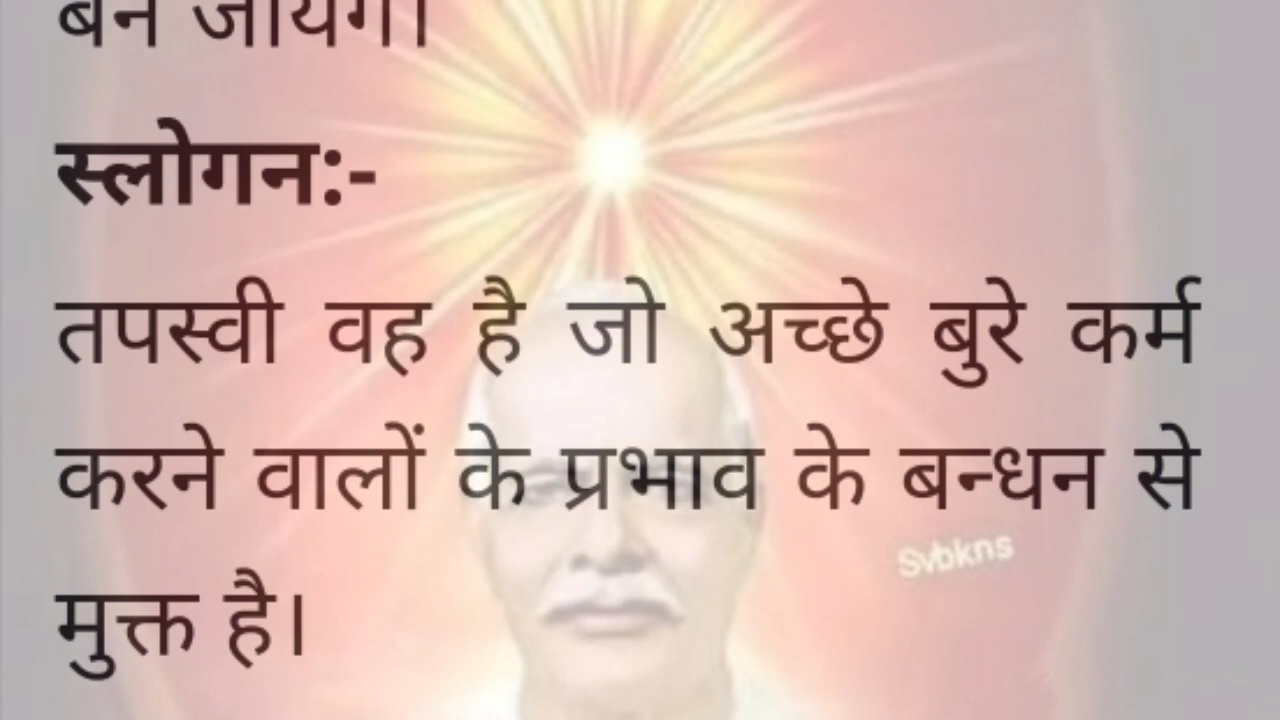 बन जायेंगे।
स्लोगन:-
तपस्वी वह है जो अच्छे बुरे कर्म
करने वालों के प्रभाव के बन्धन से
Svbkns
मुक्त है।